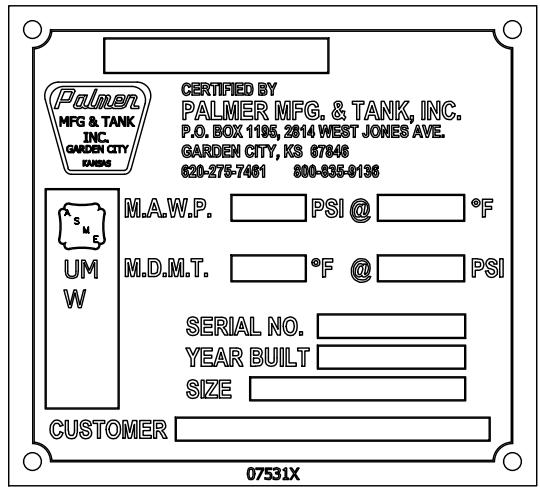 Palmer
MFG & TANK
INC.
GARDEN CITY
KANSAS
CERTIFIED BY
PALMER MFG. & TANK, INC.
P.O. BOX 1195, 2814 WEST JONES AVE.
GARDEN CITY, KS 67846
620-275-7461 800-835-9136
ASME
UM
W
M.A.W.P. PSI @ °F
M.D.M.T. °F @ PSI
SERIAL NO.
YEAR BUILT
SIZE
CUSTOMER
07531X